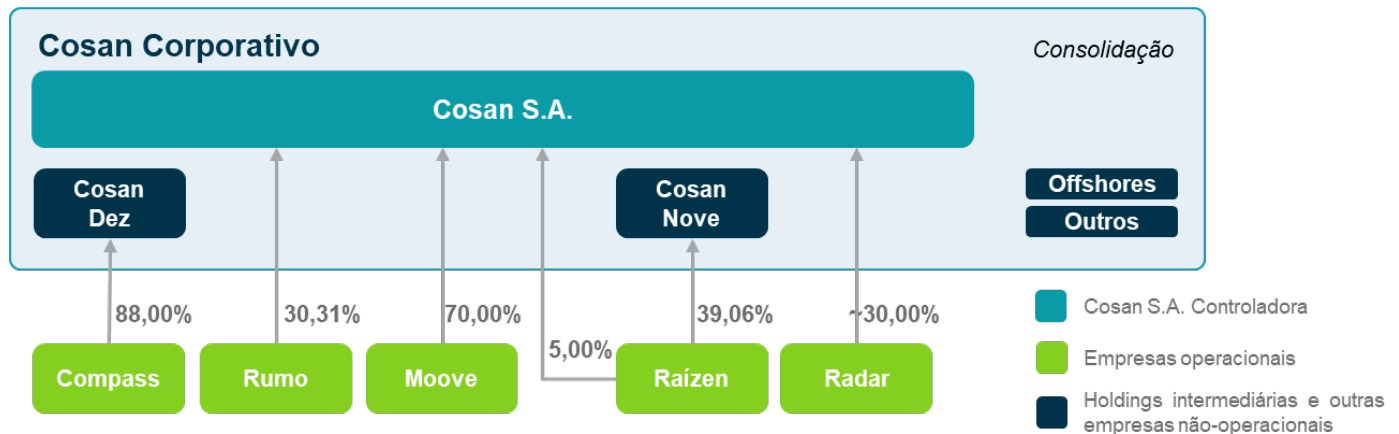 Cosan Corporativo
Consolidação
Cosan S.A.
Cosan
Dez
Cosan
Nove
Offshores
Outros
88,00%
30,31%
70,00%
5,00%
39,06%
~30,00%
Compass
Rumo
Moove
Raízen
Radar
Cosan S.A. Controladora
Empresas operacionais
Holdings intermediárias e outras
empresas não-operacionais